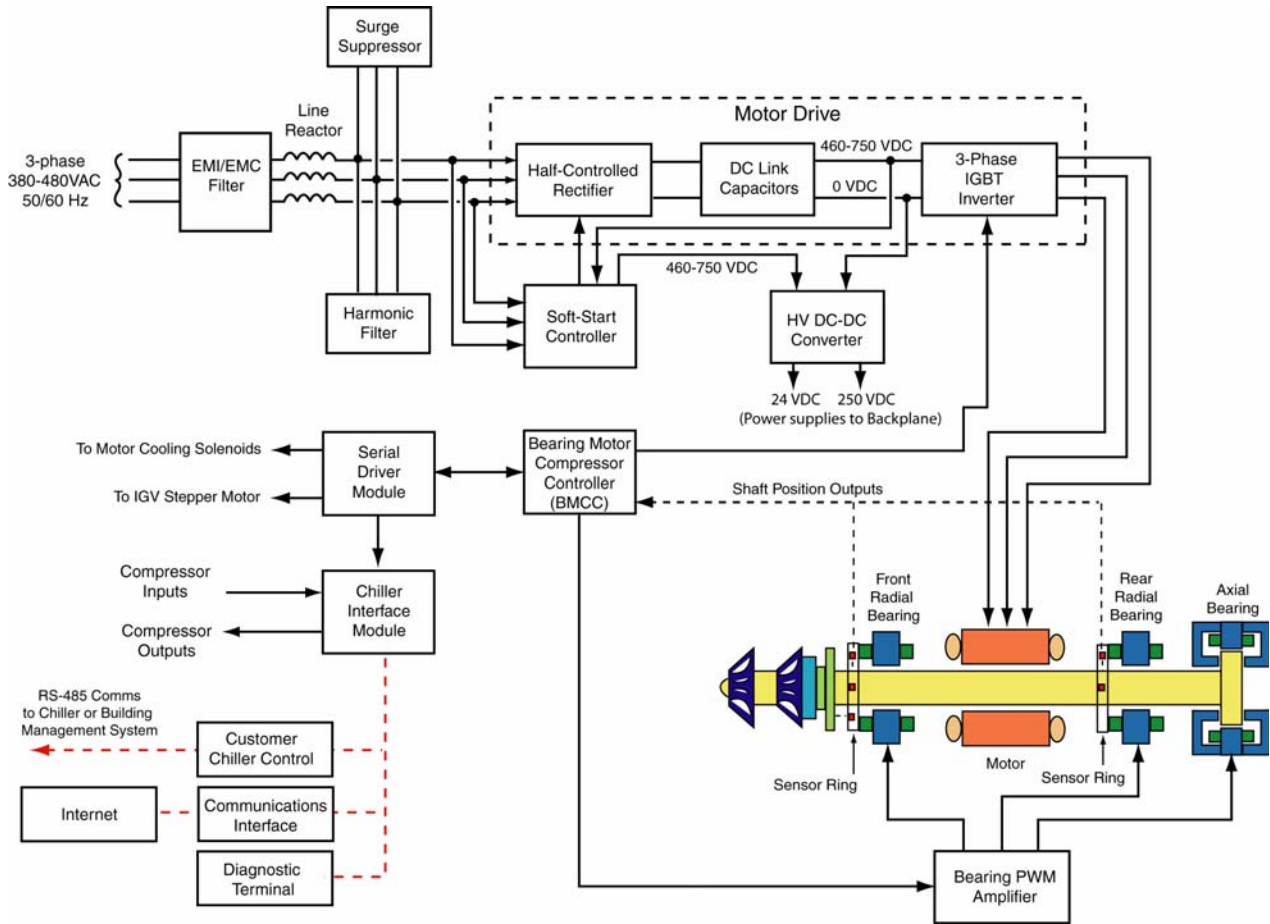 Surge
Suppressor
Line
Reactor
Motor Drive
3-phase
380-480VAC
50/60 Hz
EMI/EMC
Filter
Half-Controlled
Rectifier
DC Link
Capacitors
460-750 VDC
0 VDC
3-Phase
IGBT
Inverter
Harmonic
Filter
Soft-Start
Controller
460-750 VDC
HV DC-DC
Converter
24 VDC
250 VDC
(Power supplies to Backplane)
To Motor Cooling Solenoids
To IGV Stepper Motor
Serial
Driver
Module
Bearing Motor
Compressor
Controller
(BMCC)
Shaft Position Outputs
Compressor
Inputs
Compressor
Outputs
Chiller
Interface
Module
Front
Radial
Bearing
Rear
Radial
Bearing
Axial
Bearing
RS-485 Comms
to Chiller or Building
Management System
Customer
Chiller Control
Internet
Communications
Interface
Diagnostic
Terminal
Sensor Ring
Motor
Sensor Ring
Bearing PWM
Amplifier